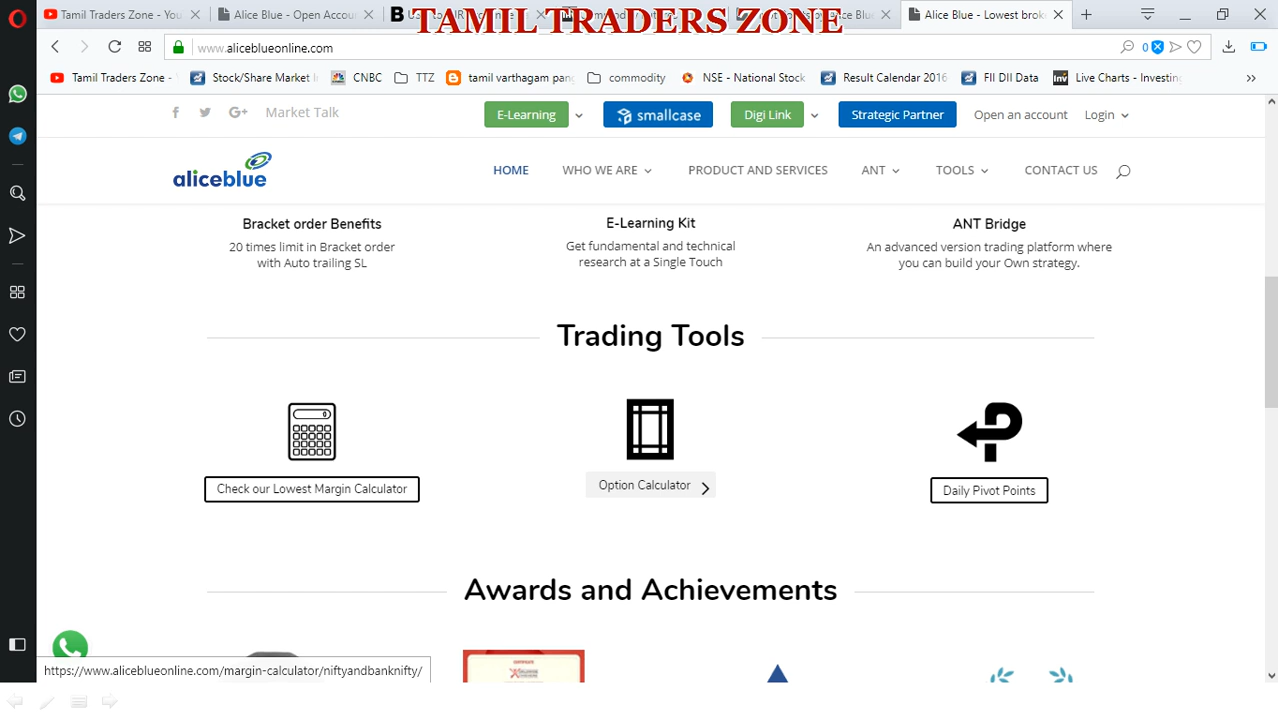 TAMIL TRADERS ZONE
Tamil Traders Zone - You
Alice Blue - Open Accou
Alice Blue - Lowest brok
www.aliceblueonline.com
0
Tamil Traders Zone -
Stock/Share Market I
CNBC
TTZ
tamil varthagam pang
commodity
NSE - National Stock
Result Calendar 2016
FII DII Data
Live Charts - Investing
Market Talk
E-Learning
smallcase
Digi Link
Strategic Partner
Open an account
Login
aliceblue
HOME
WHO WE ARE
PRODUCT AND SERVICES
ANT
TOOLS
CONTACT US
Bracket order Benefits
20 times limit in Bracket order
with Auto trailing SL
E-Learning Kit
Get fundamental and technical
research at a Single Touch
ANT Bridge
An advanced version trading platform where
you can build your Own strategy.
Trading Tools
Check our Lowest Margin Calculator
Option Calculator
Daily Pivot Points
Awards and Achievements
https://www.aliceblueonline.com/margin-calculator/niftyandbanknifty/